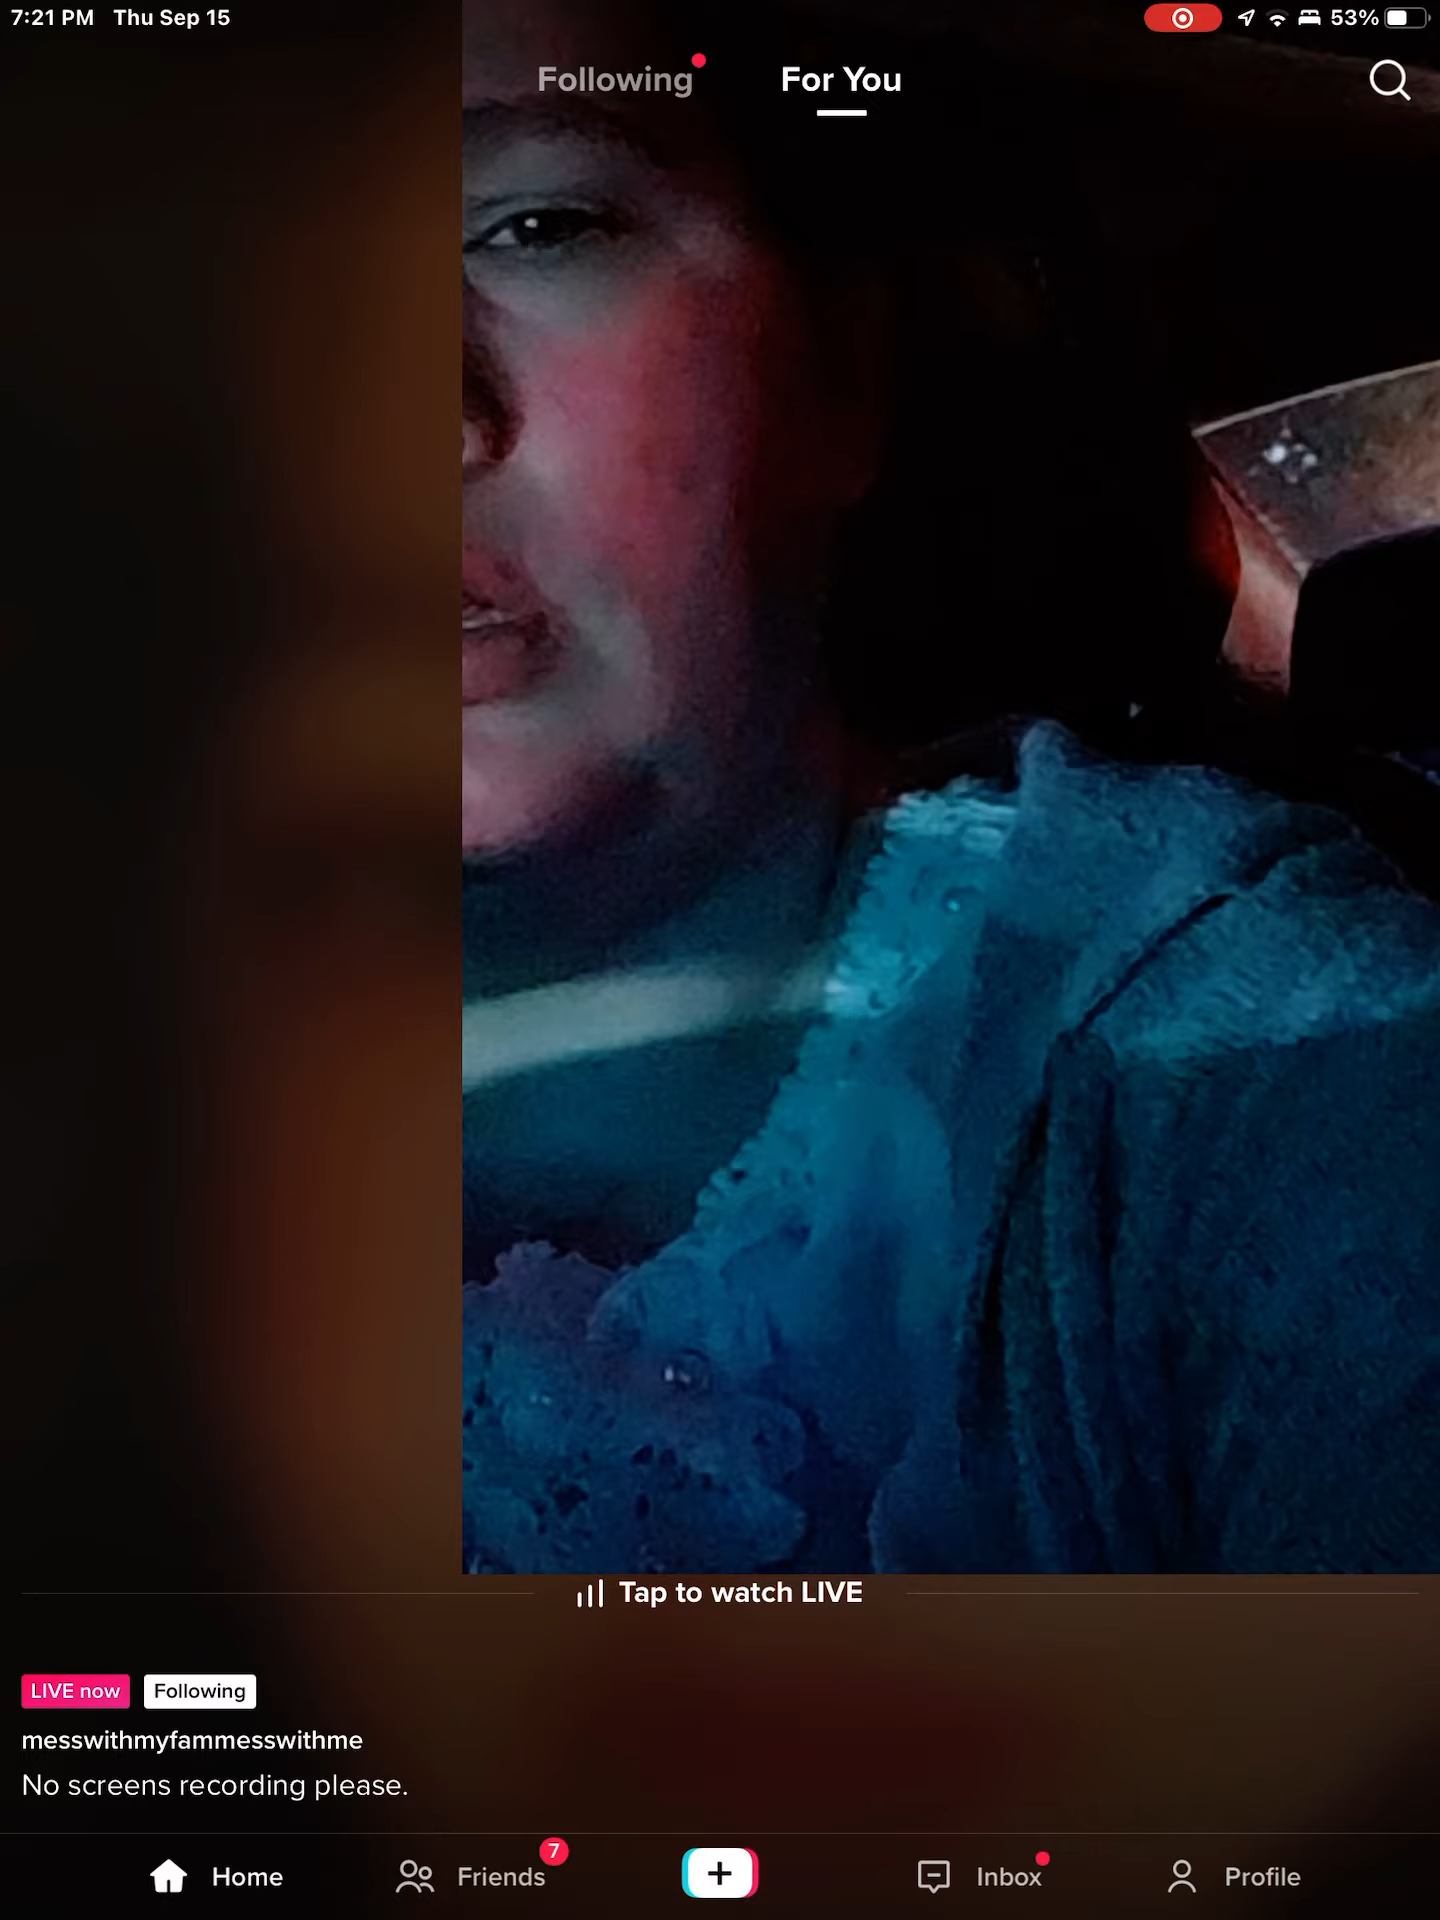 7:21 PM Thu Sep 15
53%
Following For You
Tap to watch LIVE
LIVE now Following
messwithmyfammesswithme
No screens recording please.
7
Home Friends Inbox Profile